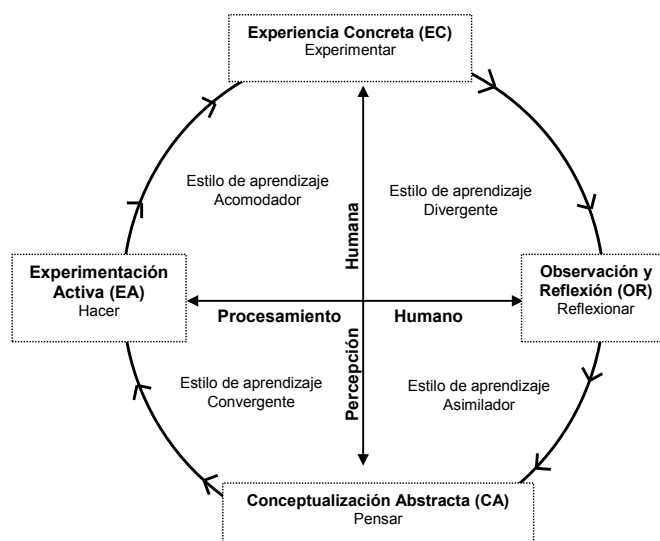 Experiencia Concreta (EC)
Experimentar
Estilo de aprendizaje
Acomodador
Humana
Estilo de aprendizaje
Divergente
Experimentación
Activa (EA)
Hacer
Procesamiento
Humano
Observación y
Reflexión (OR)
Reflexionar
Estilo de aprendizaje
Convergente
Percepción
Estilo de aprendizaje
Asimilador
Conceptualización Abstracta (CA)
Pensar